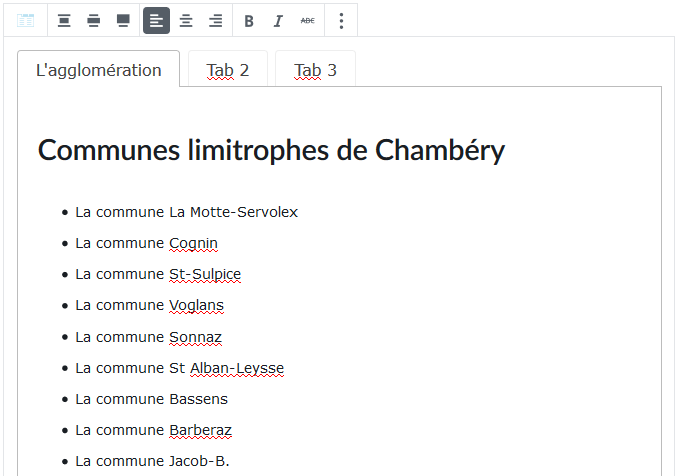 B I ABC
L'agglomération Tab 2 Tab 3
Communes limitrophes de Chambéry
La commune La Motte-Servolex
La commune Cognin
La commune St-Sulpice
La commune Voglans
La commune Sonnaz
La commune St Alban-Leysse
La commune Bassens
La commune Barberaz
La commune Jacob-B.